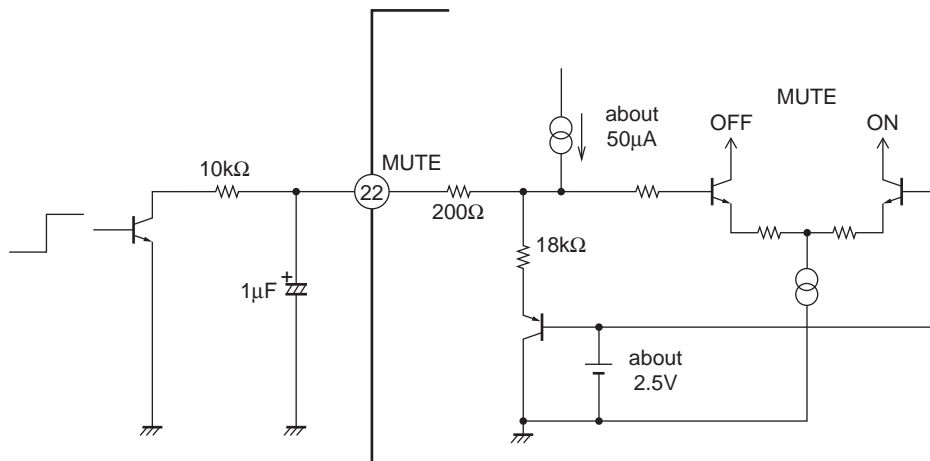 MUTE
about
50μA
OFF
ON
10kΩ
MUTE
22
200Ω
18kΩ
+
1μF
about
2.5V